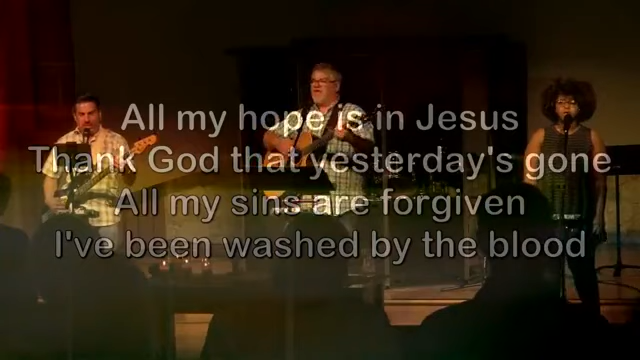 All my hope is in Jesus
Thank God that yesterday's gone
All my sins are forgiven
I've been washed by the blood